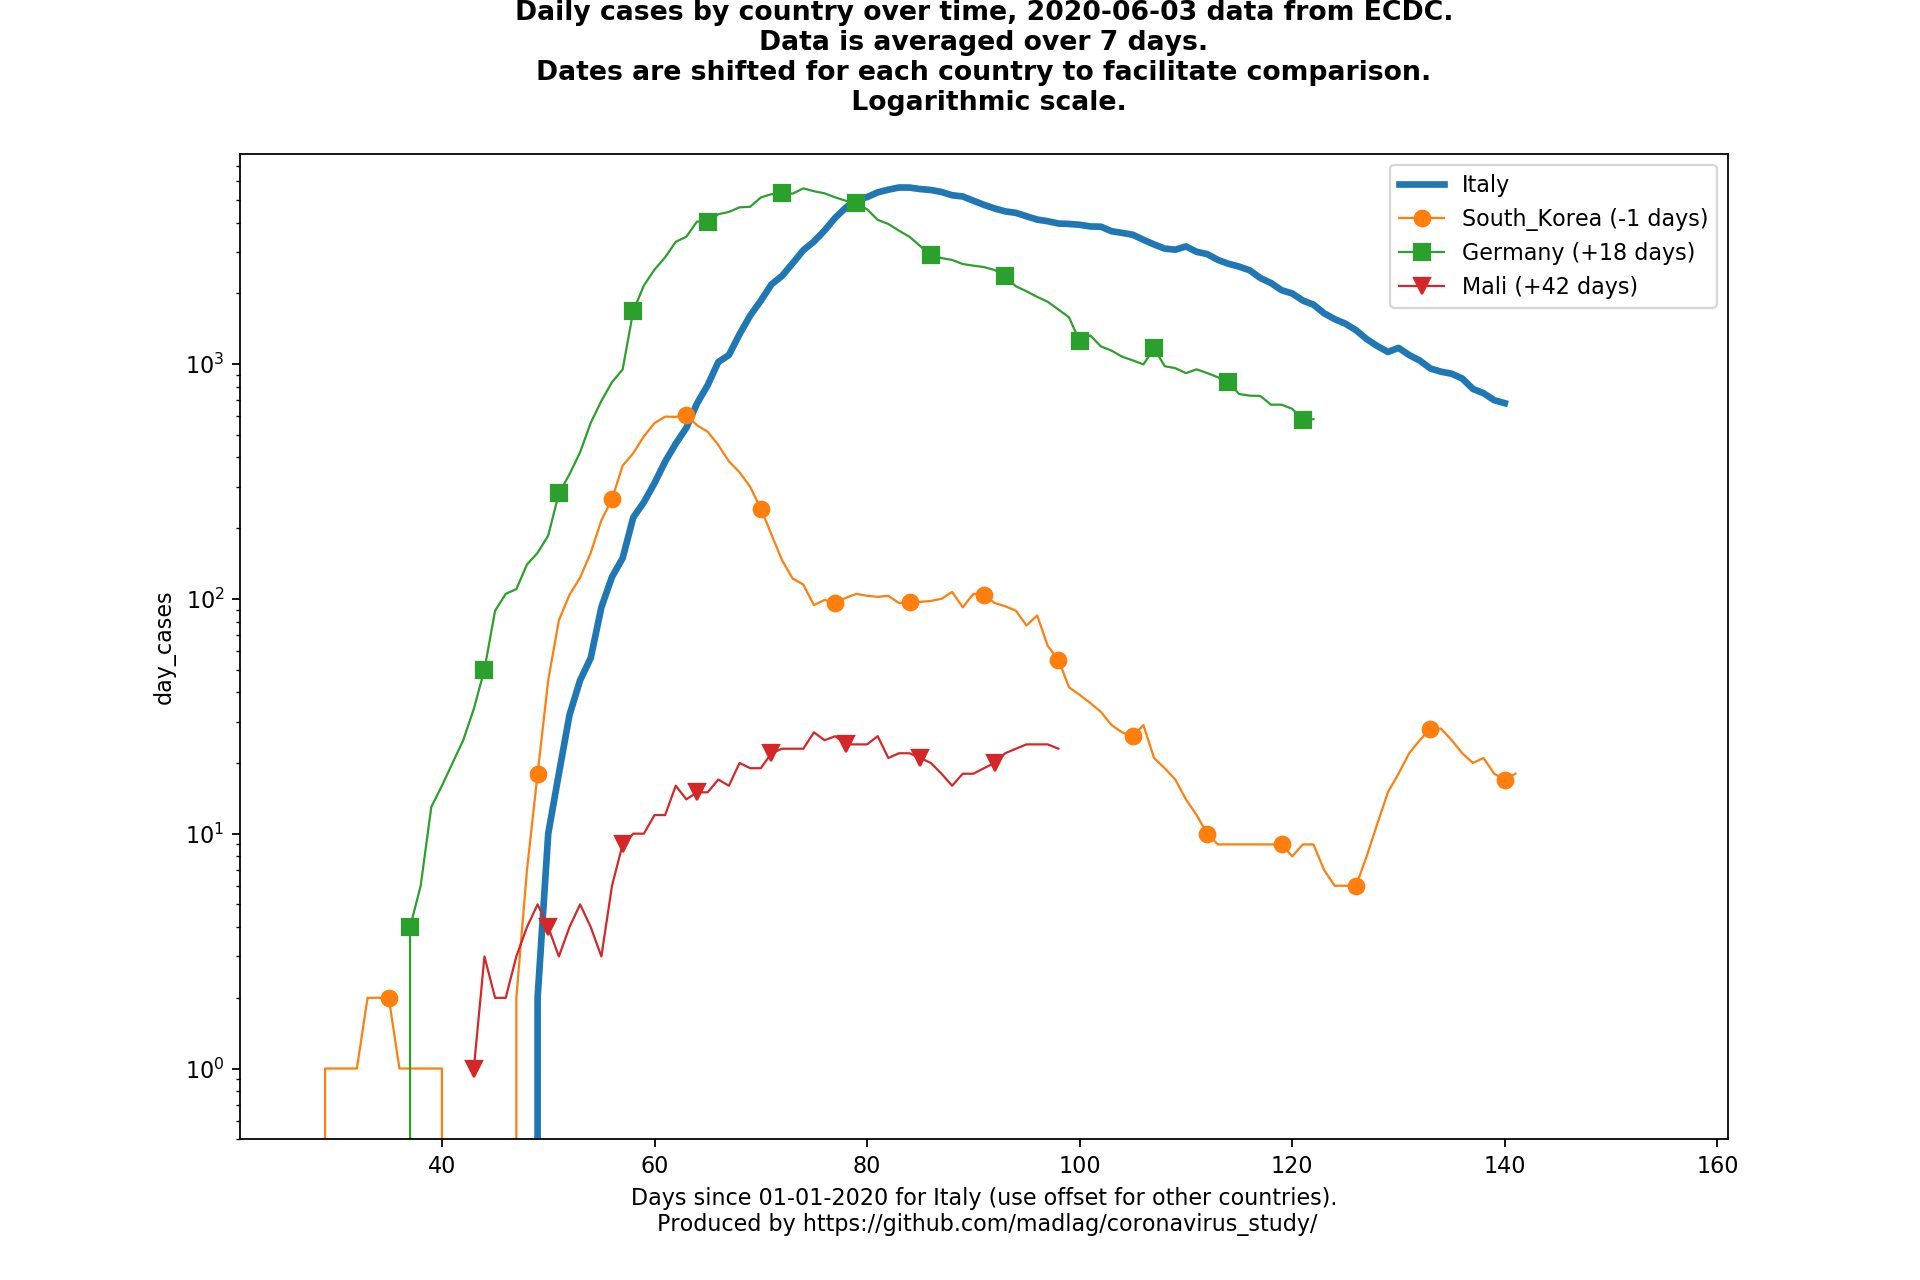 Daily cases by country over time, 2020-06-03 data from ECDC.
Data is averaged over 7 days.
Dates are shifted for each country to facilitate comparison.
Logarithmic scale.
Italy
South_Korea (-1 days)
Germany (+18 days)
Mali (+42 days)
10³
10²
10¹
10⁰
day_cases
40 60 80 100 120 140 160
Days since 01-01-2020 for Italy (use offset for other countries).
Produced by https://github.com/madlag/coronavirus_study/